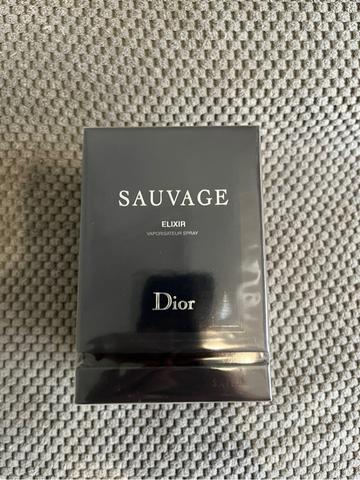 SAUVAGE
ELIXIR
VAPORISATEUR SPRAY
Dior